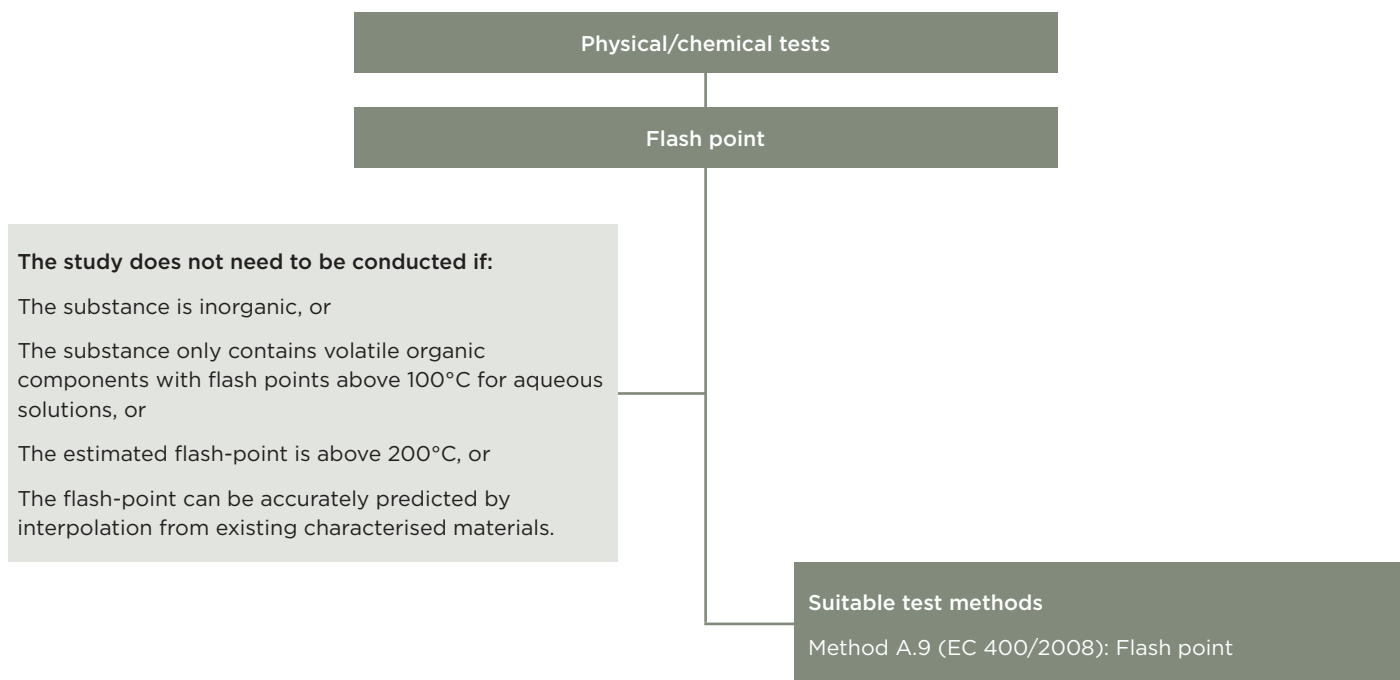 Physical/chemical tests
Flash point
The study does not need to be conducted if:
The substance is inorganic, or
The substance only contains volatile organic
components with flash points above 100°C for aqueous
solutions, or
The estimated flash-point is above 200°C, or
The flash-point can be accurately predicted by
interpolation from existing characterised materials.
Suitable test methods
Method A.9 (EC 400/2008): Flash point